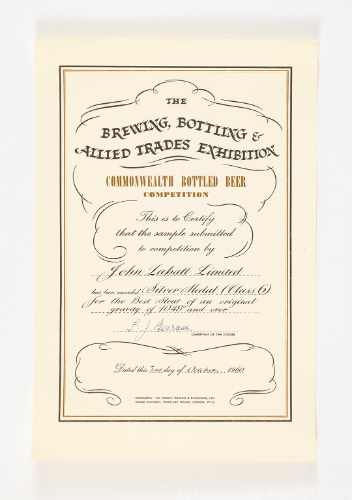 THE
BREWING, BOTTLING &
ALLIED TRADES EXHIBITION
COMMONWEALTH BOTTLED BEER
COMPETITION
This is to Certify
that the sample submitted
to competition by
John Labatt Limited
has been awarded Silver Medal (Class 6)
for the Best Stout of an original
gravity of 1048° and over
CHAIRMAN OF THE JUDGES
Dated this day of October, 1960